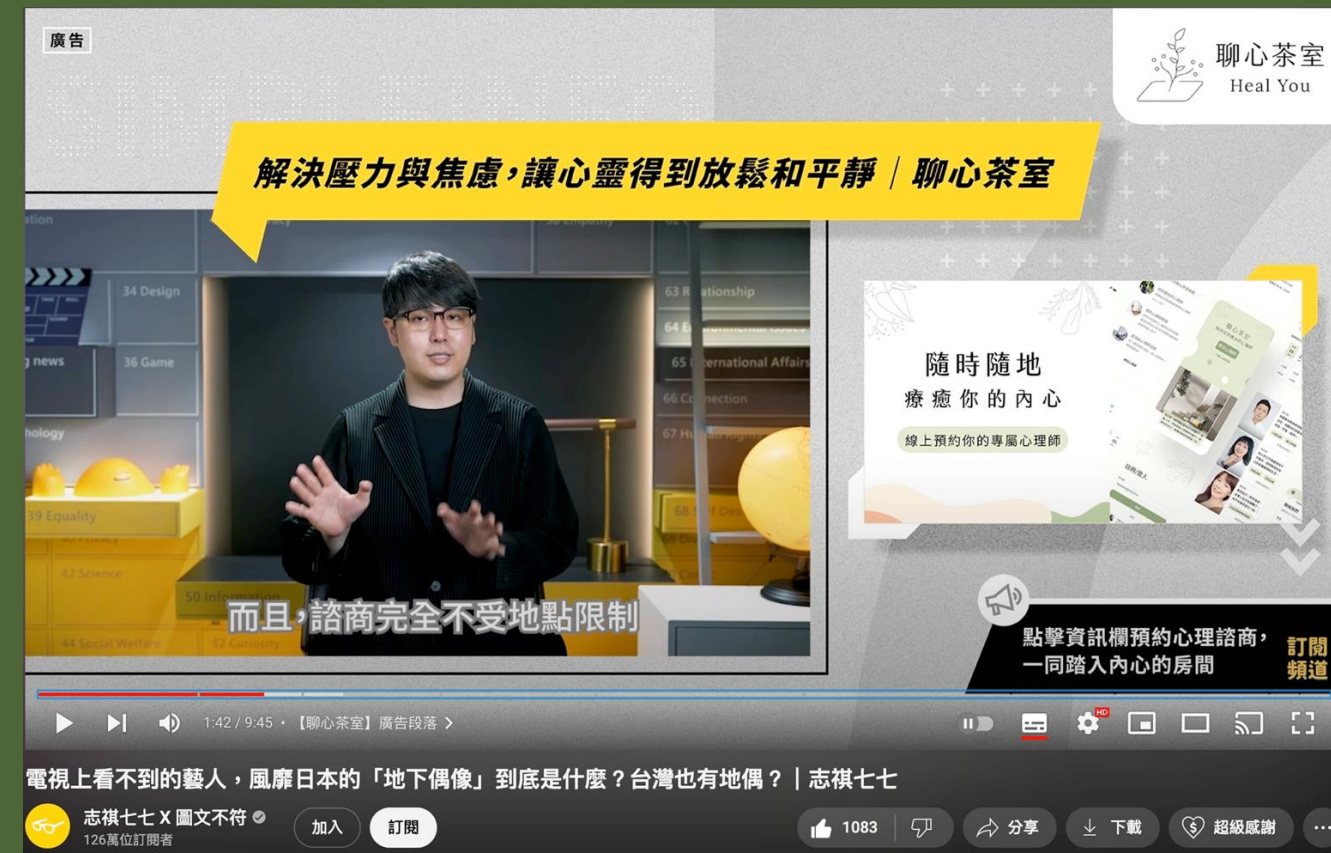 廣告
聊心茶室
Heal You
解決壓力與焦慮，讓心靈得到放鬆和平靜｜聊心茶室
34 Design
36 Game
39 Equality
42 Science
44 Social Welfare
50 Information
52 Curiosity
隨時隨地
療癒你的內心
線上預約你的專屬心理師
而且，諮商完全不受地點限制
點擊資訊欄預約心理諮商，
一同踏入內心的房間
訂閱
頻道
1:42 / 9:45 • 【聊心茶室】廣告段落
HD
電視上看不到的藝人，風靡日本的「地下偶像」到底是什麼？台灣也有地偶？｜志祺七七
志祺七七 X 圖文不符
126萬位訂閱者
加入
訂閱
1083
分享
下載
超級感謝